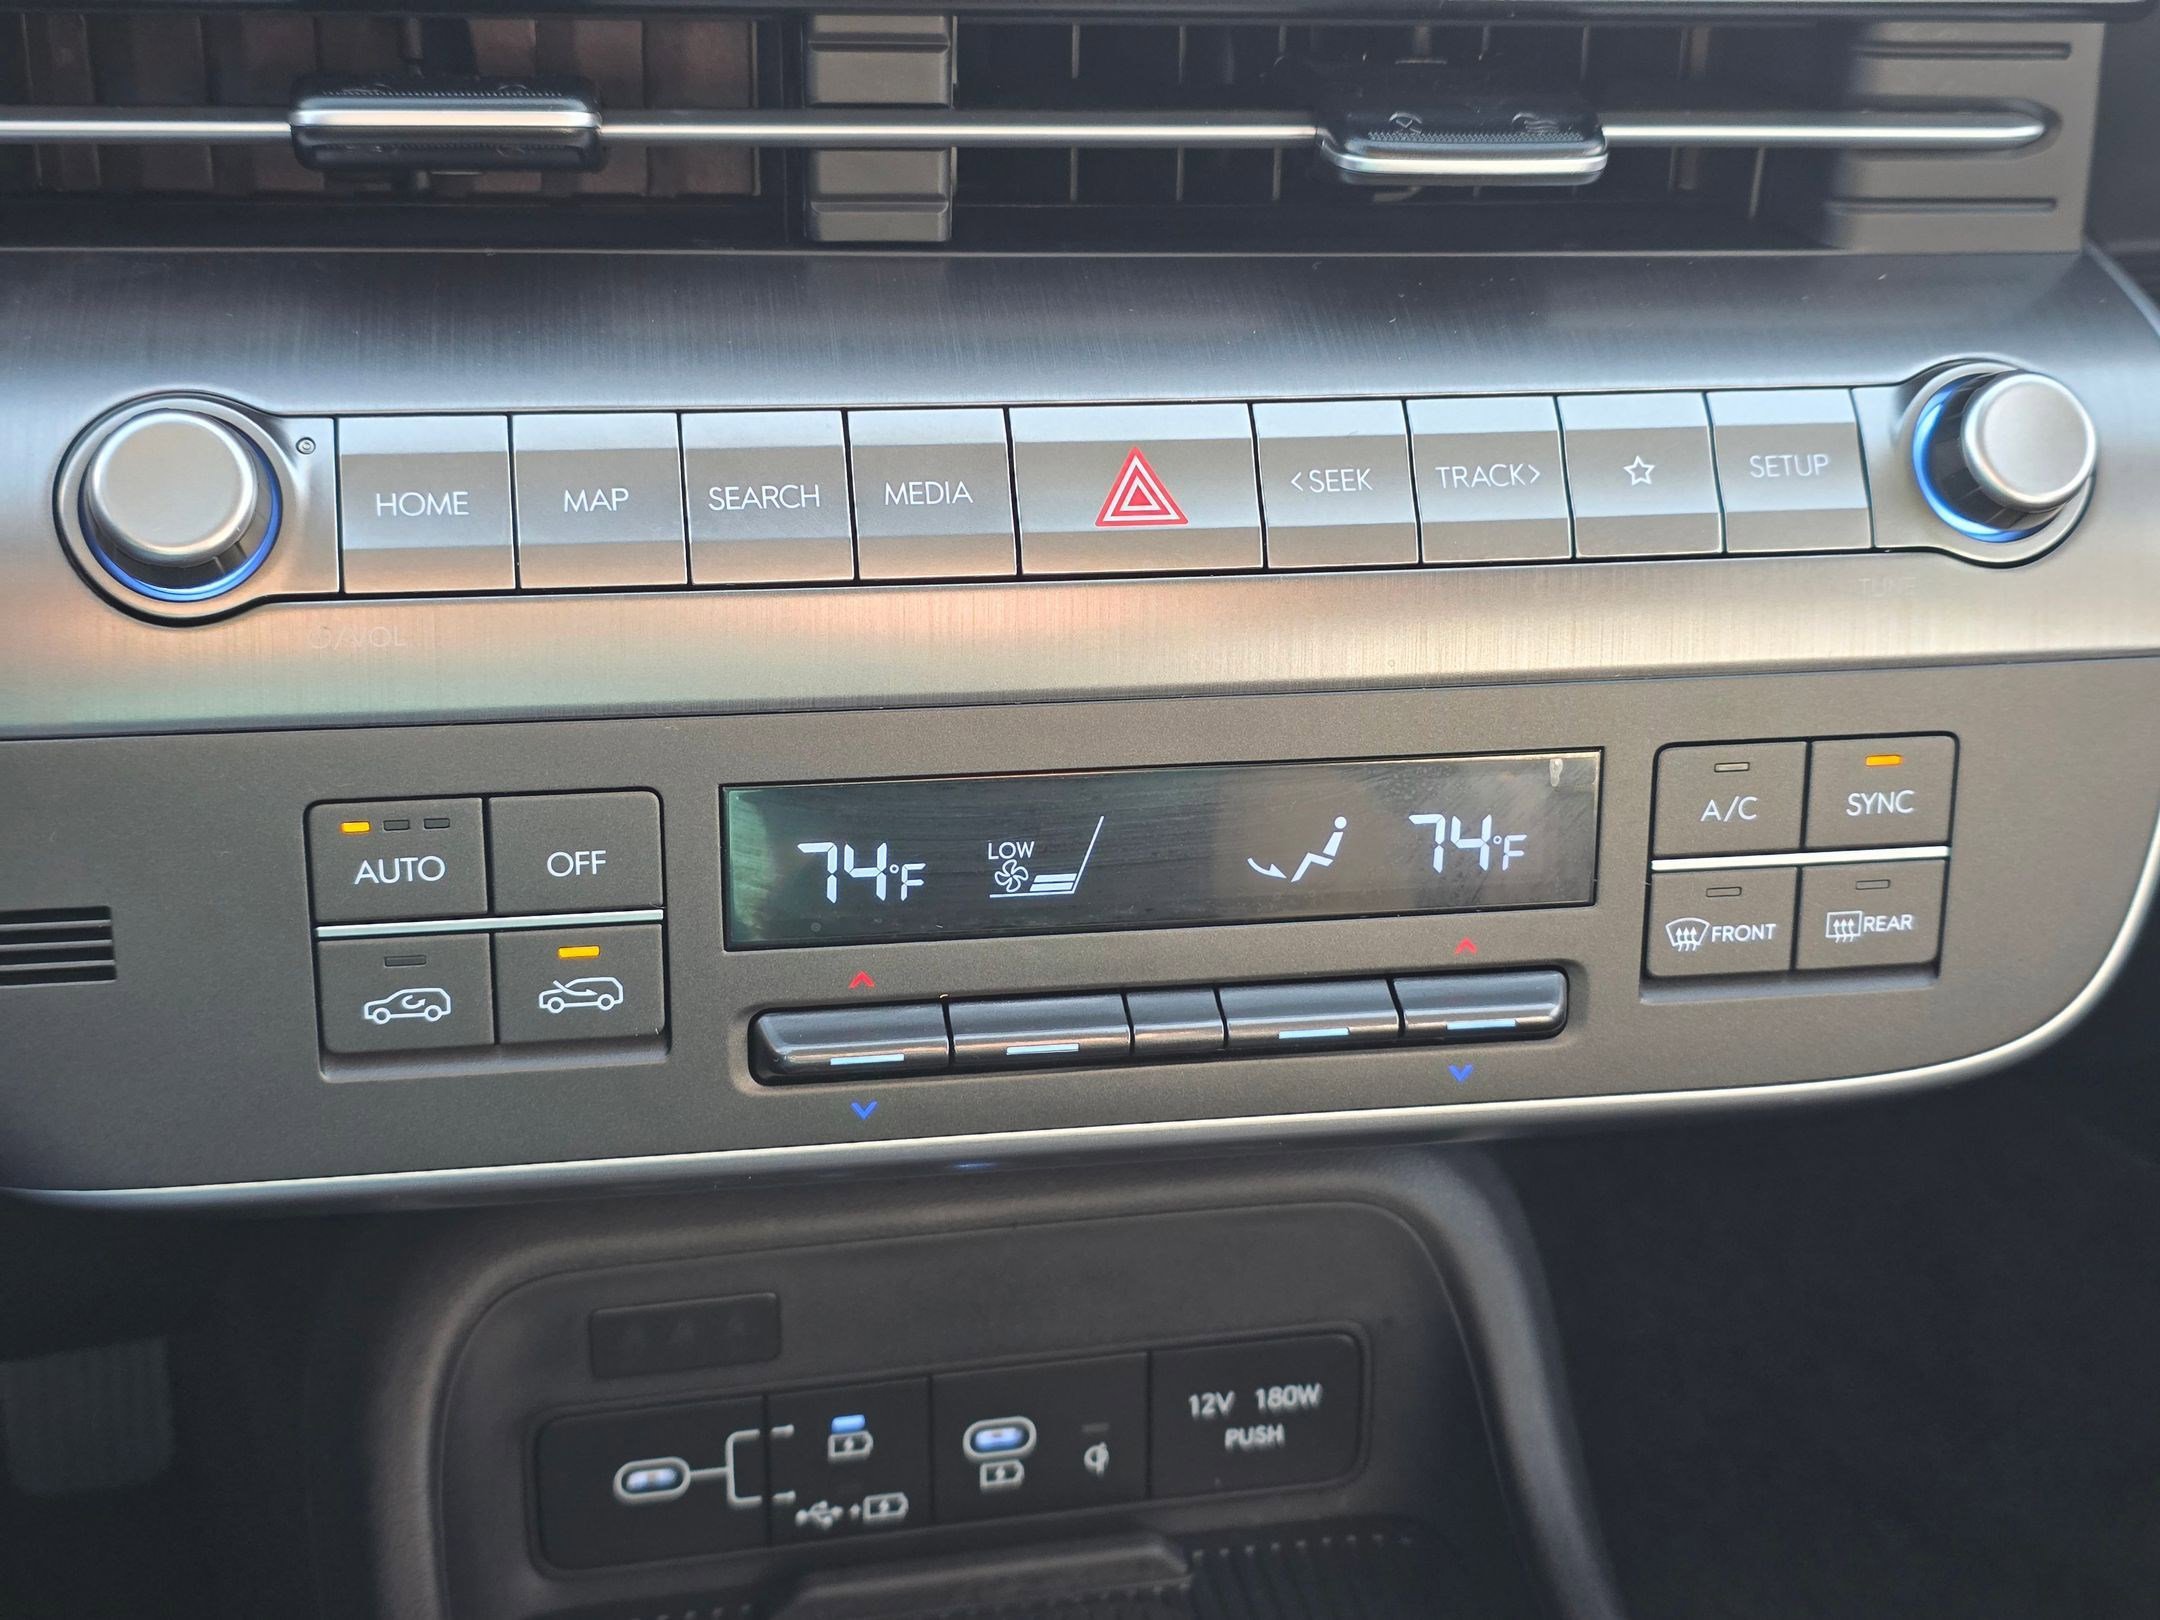 HOME
MAP
SEARCH
MEDIA
<SEEK
TRACK>
SETUP
/VOL
TUNE
AUTO
OFF
74°F
LOW
74°F
A/C
SYNC
FRONT
REAR
12V 180W
PUSH